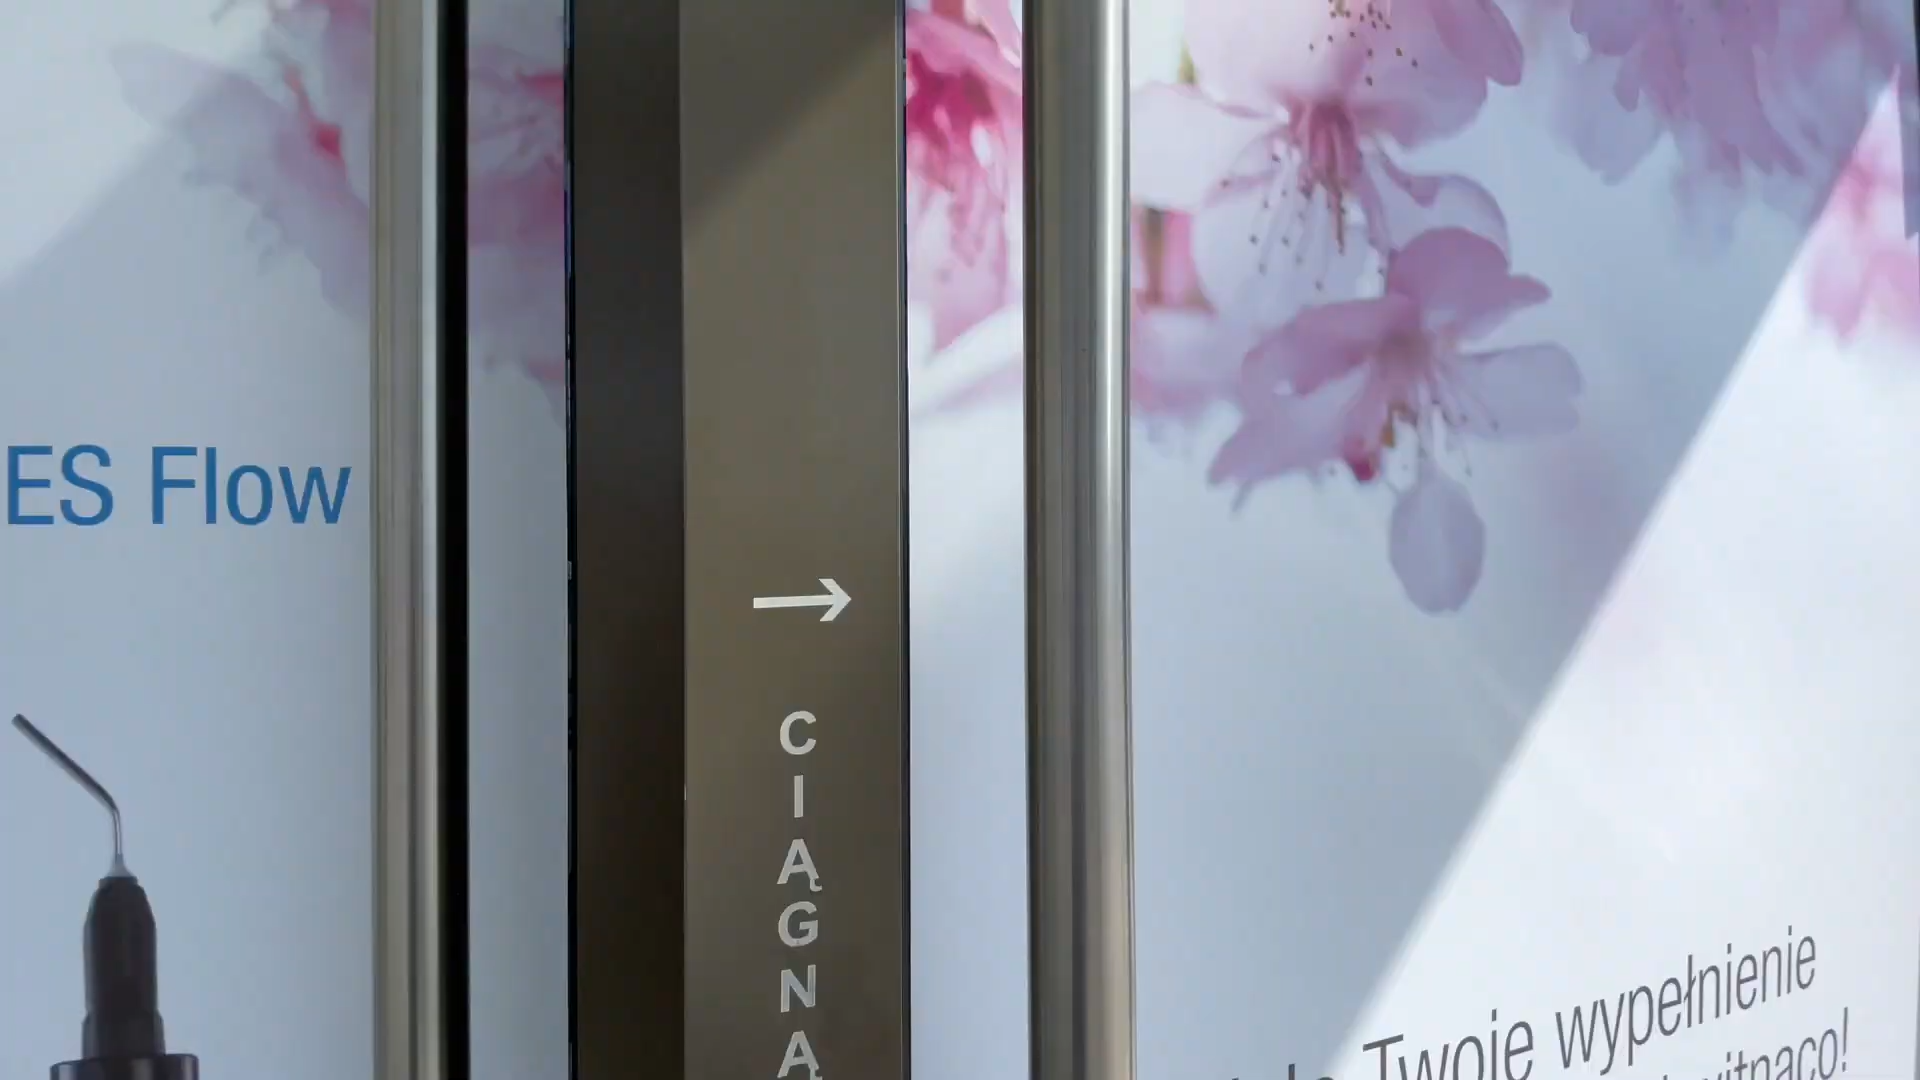 ES Flow
→
CIĄGNĄ
Twoje wypełnienie